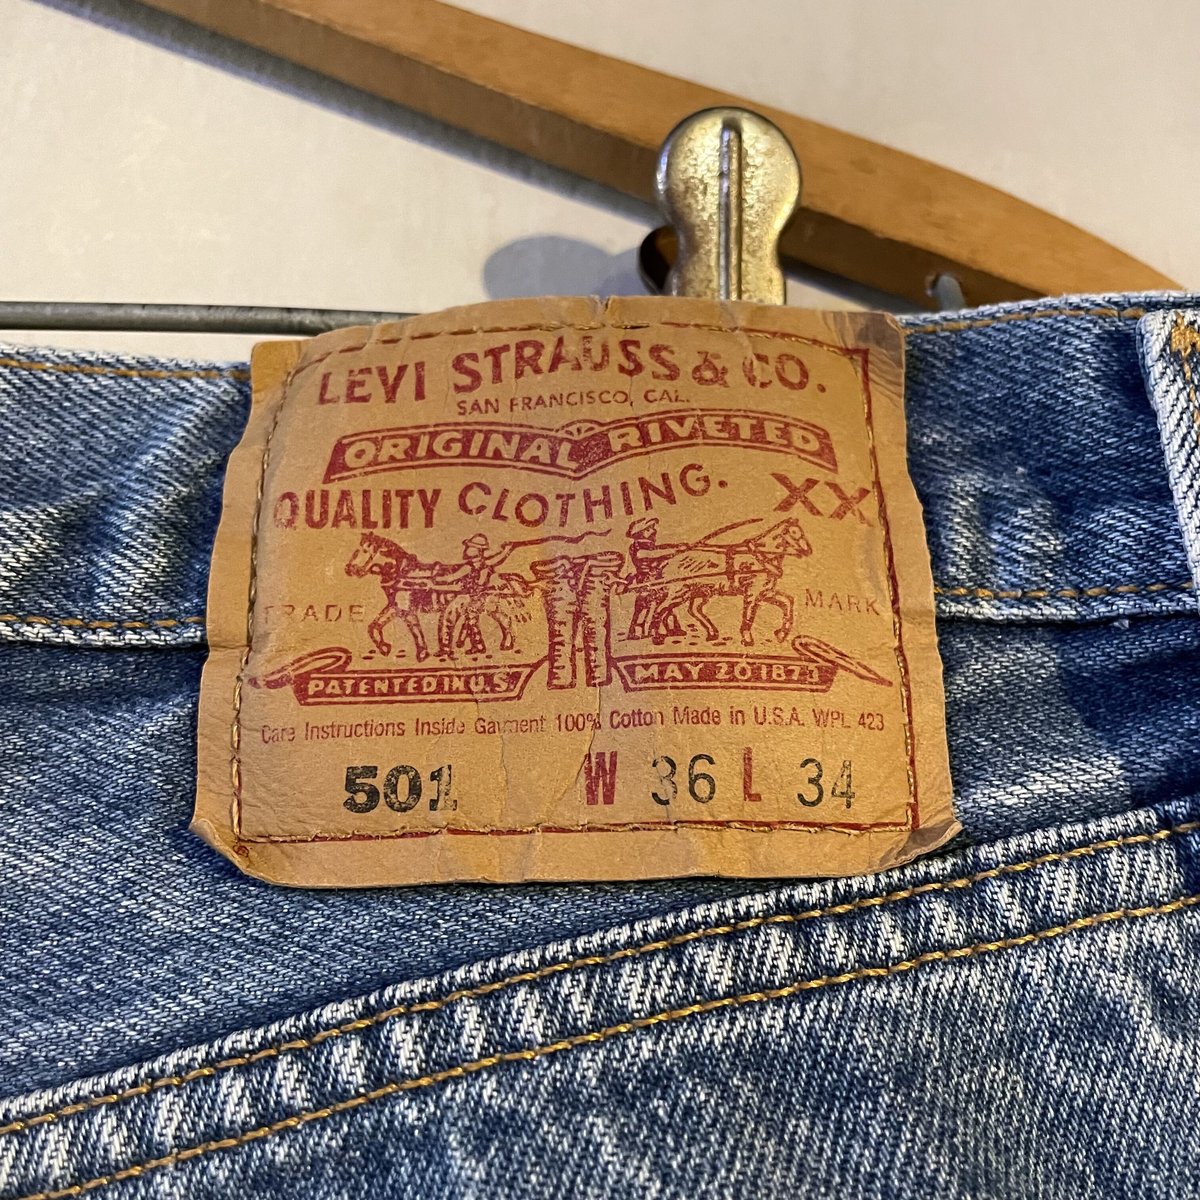 LEVI STRAUSS & CO.
SAN FRANCISCO, CAL.
ORIGINAL RIVETED
QUALITY CLOTHING. XX
TRADE MARK
PATENTED IN U.S. MAY 20 1873
Care Instructions Inside Garment 100% Cotton Made in U.S.A. WPL 423
501 W 36 L 34
®